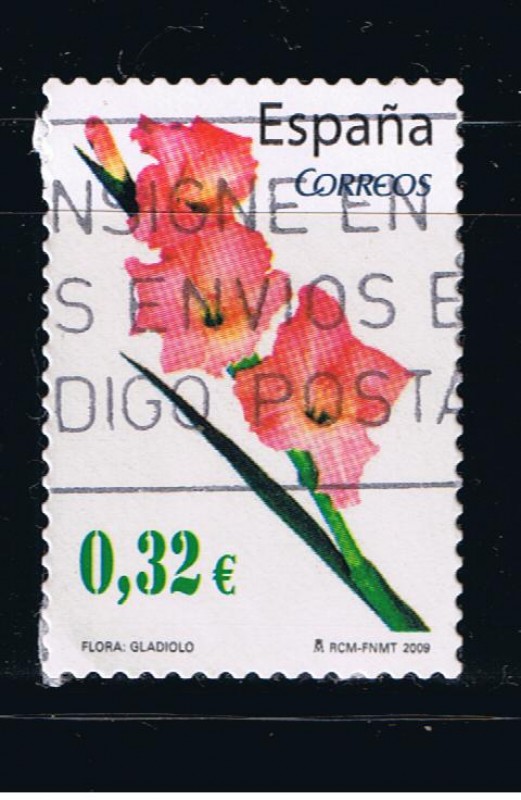 España
CORREOS
NSIGNE EN
S ENVIOS E
DIGO POSTA
0,32 €
FLORA: GLADIOLO
RCM-FNMT 2009